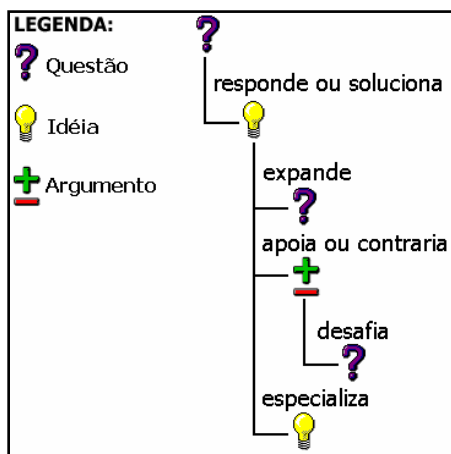 LEGENDA:
Questão
Idéia
Argumento
responde ou soluciona
expande
apoia ou contraria
desafia
especializa